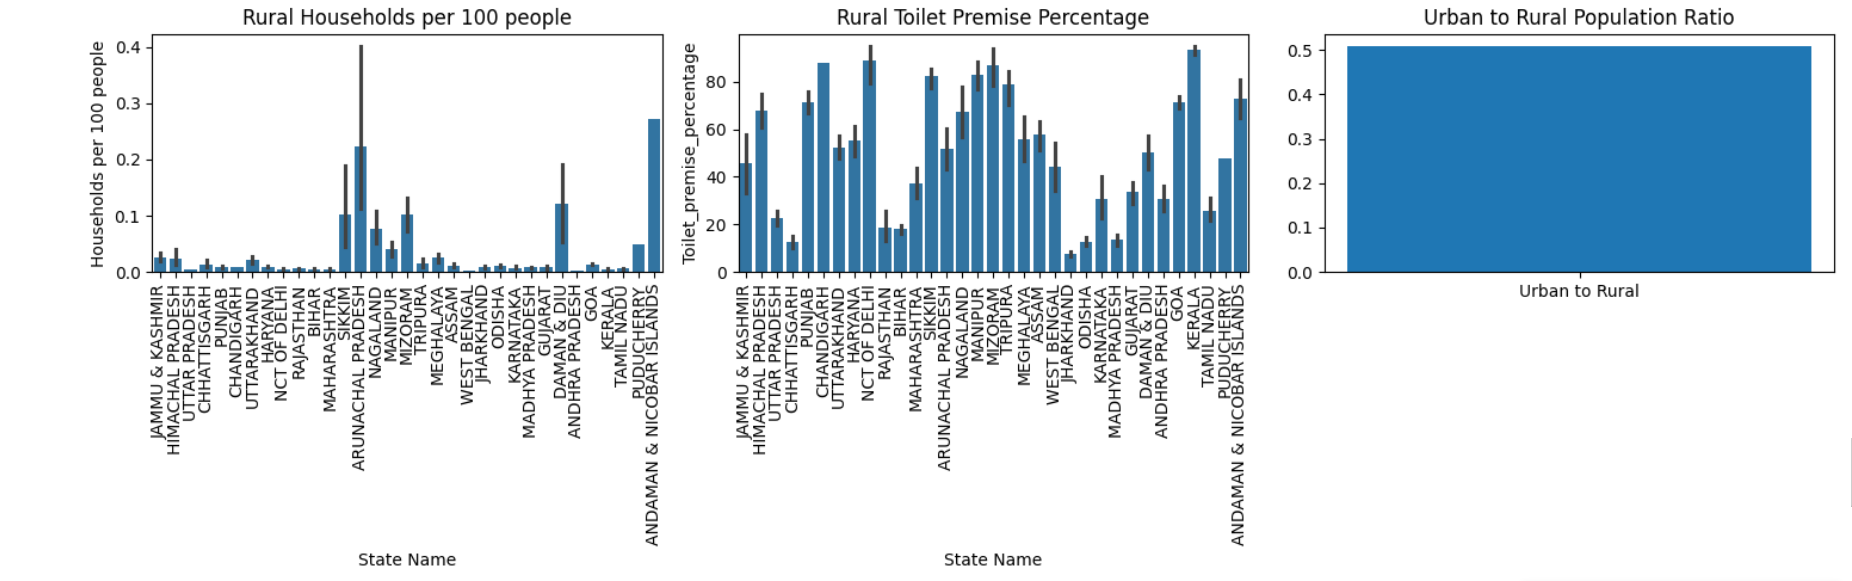 Rural Households per 100 people
Households per 100 people
0.4
0.3
0.2
0.1
0.0
JAMMU & KASHMIR
HIMACHAL PRADESH
UTTAR PRADESH
CHHATTISGARH
PUNJAB
CHANDIGARH
UTTARAKHAND
HARYANA
NCT OF DELHI
RAJASTHAN
BIHAR
MAHARASHTRA
SIKKIM
ARUNACHAL PRADESH
NAGALAND
MANIPUR
MIZORAM
TRIPURA
MEGHALAYA
ASSAM
WEST BENGAL
JHARKHAND
ODISHA
KARNATAKA
MADHYA PRADESH
GUJARAT
DAMAN & DIU
ANDHRA PRADESH
GOA
KERALA
TAMIL NADU
PUDUCHERRY
ANDAMAN & NICOBAR ISLANDS
State Name
Rural Toilet Premise Percentage
Toilet_premise_percentage
80
60
40
20
0
JAMMU & KASHMIR
HIMACHAL PRADESH
UTTAR PRADESH
CHHATTISGARH
PUNJAB
CHANDIGARH
UTTARAKHAND
HARYANA
NCT OF DELHI
RAJASTHAN
BIHAR
MAHARASHTRA
SIKKIM
ARUNACHAL PRADESH
NAGALAND
MANIPUR
MIZORAM
TRIPURA
MEGHALAYA
ASSAM
WEST BENGAL
JHARKHAND
ODISHA
KARNATAKA
MADHYA PRADESH
GUJARAT
DAMAN & DIU
ANDHRA PRADESH
GOA
KERALA
TAMIL NADU
PUDUCHERRY
ANDAMAN & NICOBAR ISLANDS
State Name
Urban to Rural Population Ratio
0.5
0.4
0.3
0.2
0.1
0.0
Urban to Rural